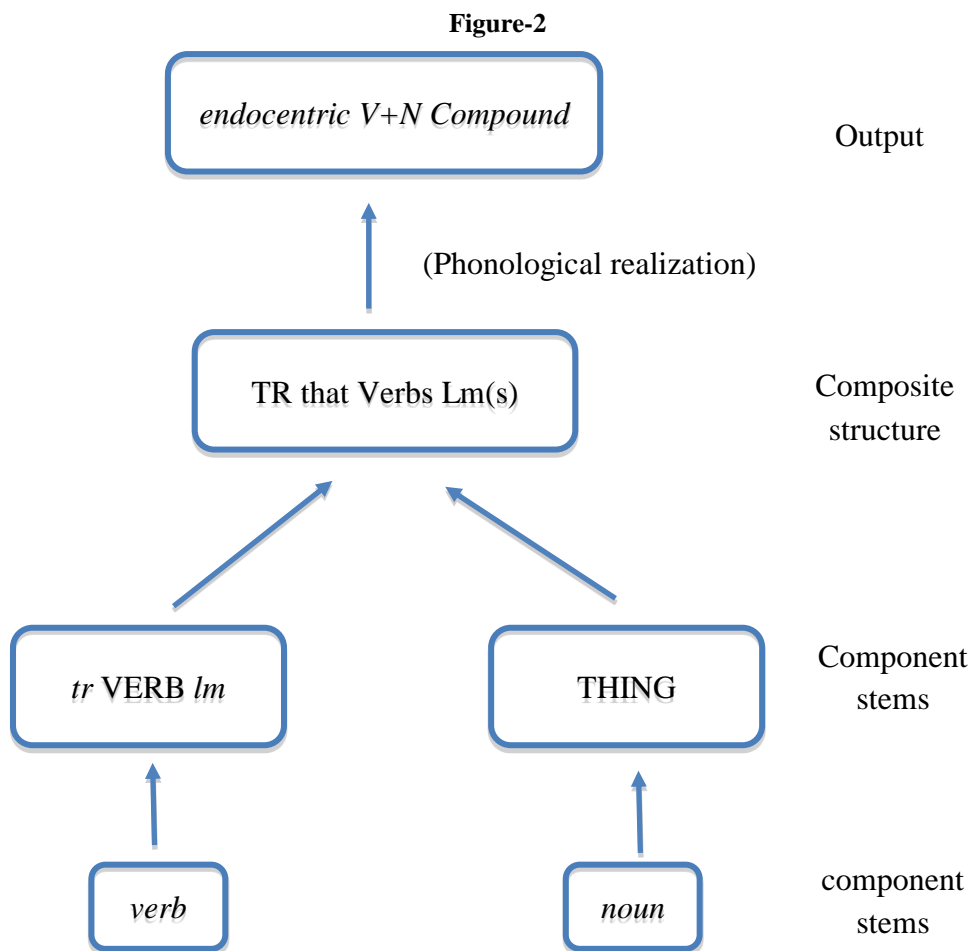 Figure-2
endocentric V+N Compound
Output
(Phonological realization)
TR that Verbs Lm(s)
Composite
structure
tr VERB lm
THING
Component
stems
verb
noun
component
stems